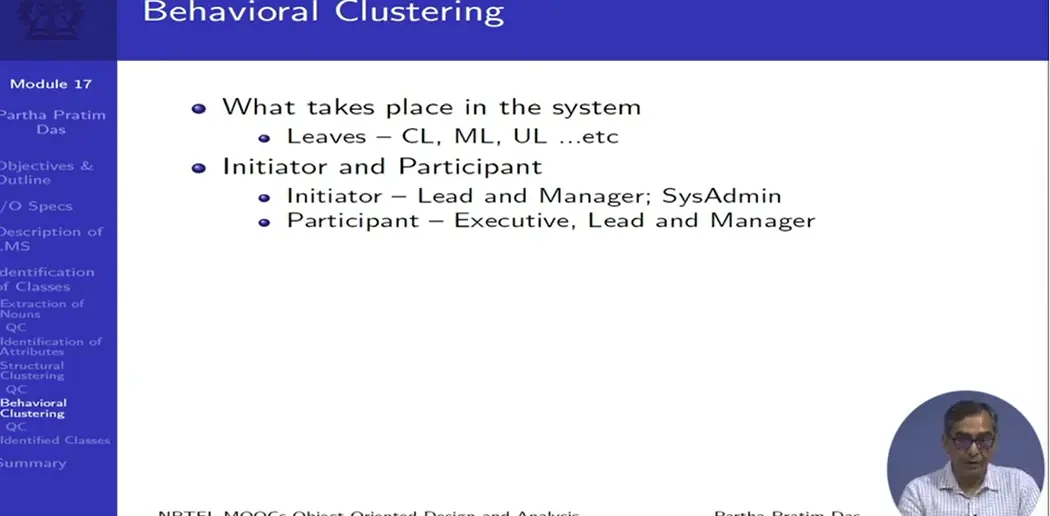 Behavioral Clustering
Module 17
Partha Pratim
Das
Objectives &
Outline
I/O Specs
Description of
LMS
Identification
of Classes
Extraction of
Nouns
QC
Identification of
Attributes
Structural
Clustering
QC
Behavioral
Clustering
QC
Identified Classes
Summary
What takes place in the system
Leaves – CL, ML, UL ...etc
Initiator and Participant
Initiator – Lead and Manager; SysAdmin
Participant – Executive, Lead and Manager
NPTEL MOOCs Object Oriented Design and Analysis
Partha Pratim Das